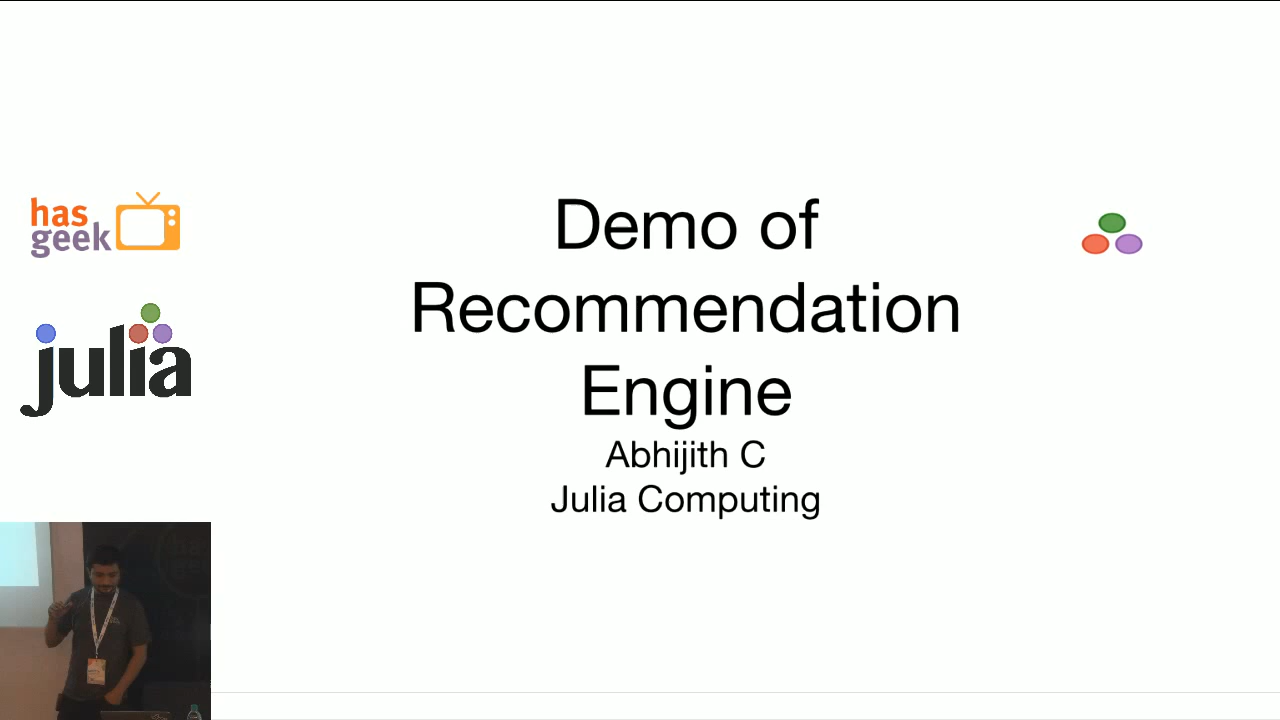 has
geek
julia
Demo of
Recommendation
Engine
Abhijith C
Julia Computing